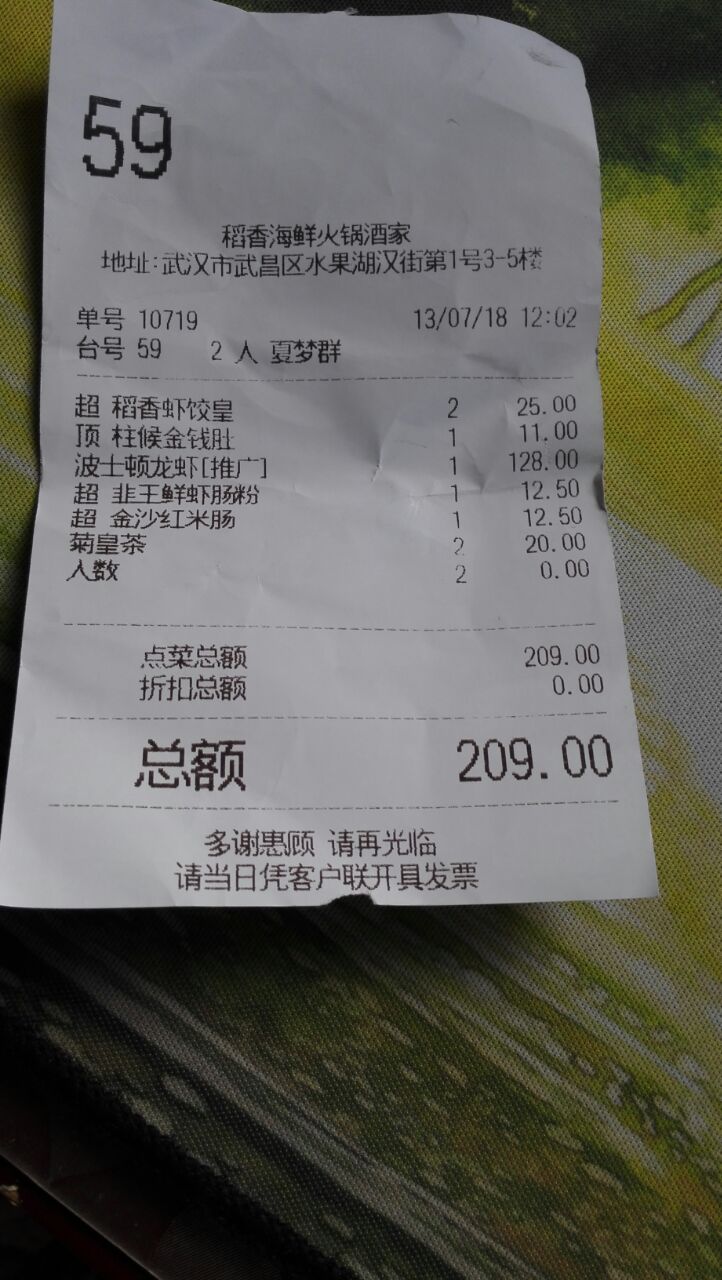 59
稻香海鲜火锅酒家
地址:武汉市武昌区水果湖汉街第1号3-5楼
单号 10719 13/07/18 12:02
台号 59 2 人 夏梦群
超 稻香虾饺皇 2 25.00
顶 柱候金钱肚 1 11.00
波士顿龙虾[推广] 1 128.00
超 韭王鲜虾肠粉 1 12.50
超 金沙红米肠 1 12.50
菊皇茶 2 20.00
人数 2 0.00
点菜总额 209.00
折扣总额 0.00
总额 209.00
多谢惠顾 请再光临
请当日凭客户联开具发票